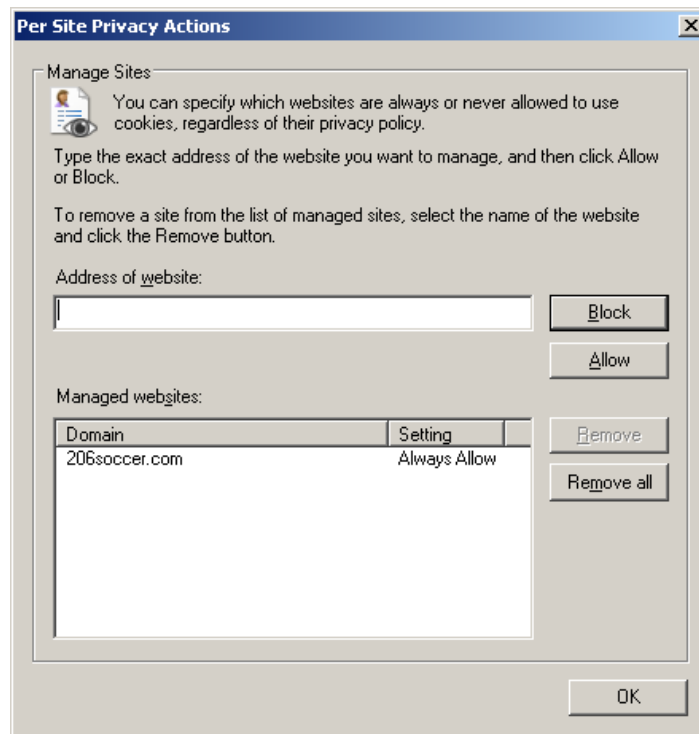 Per Site Privacy Actions
Manage Sites
You can specify which websites are always or never allowed to use
cookies, regardless of their privacy policy.
Type the exact address of the website you want to manage, and then click Allow
or Block.
To remove a site from the list of managed sites, select the name of the website
and click the Remove button.
Address of website:
Block
Allow
Managed websites:
Domain Setting
Remove
206soccer.com Always Allow
Remove all
OK